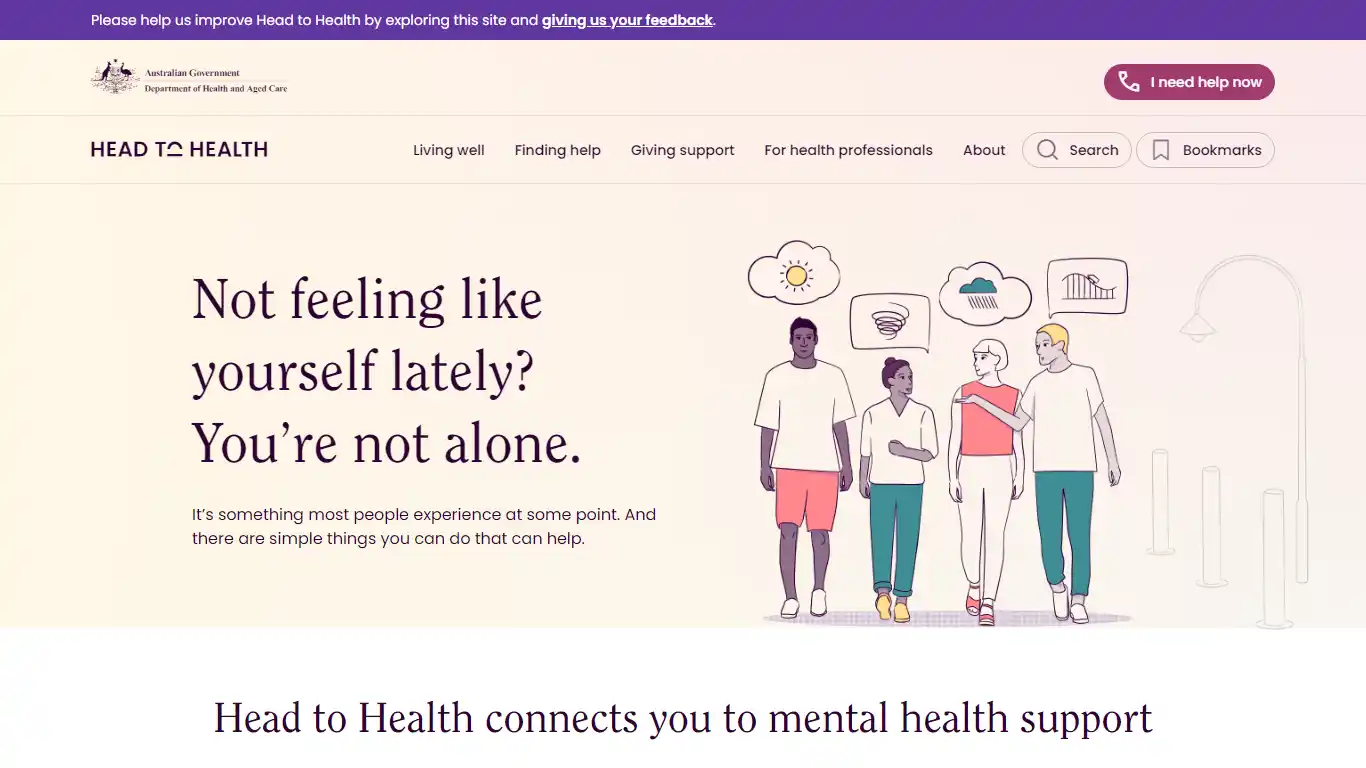 Please help us improve Head to Health by exploring this site and giving us your feedback.
Australian Government
Department of Health and Aged Care
I need help now
HEAD TO HEALTH
Living well
Finding help
Giving support
For health professionals
About
Search
Bookmarks
Not feeling like
yourself lately?
You’re not alone.
It’s something most people experience at some point. And
there are simple things you can do that can help.
Head to Health connects you to mental health support